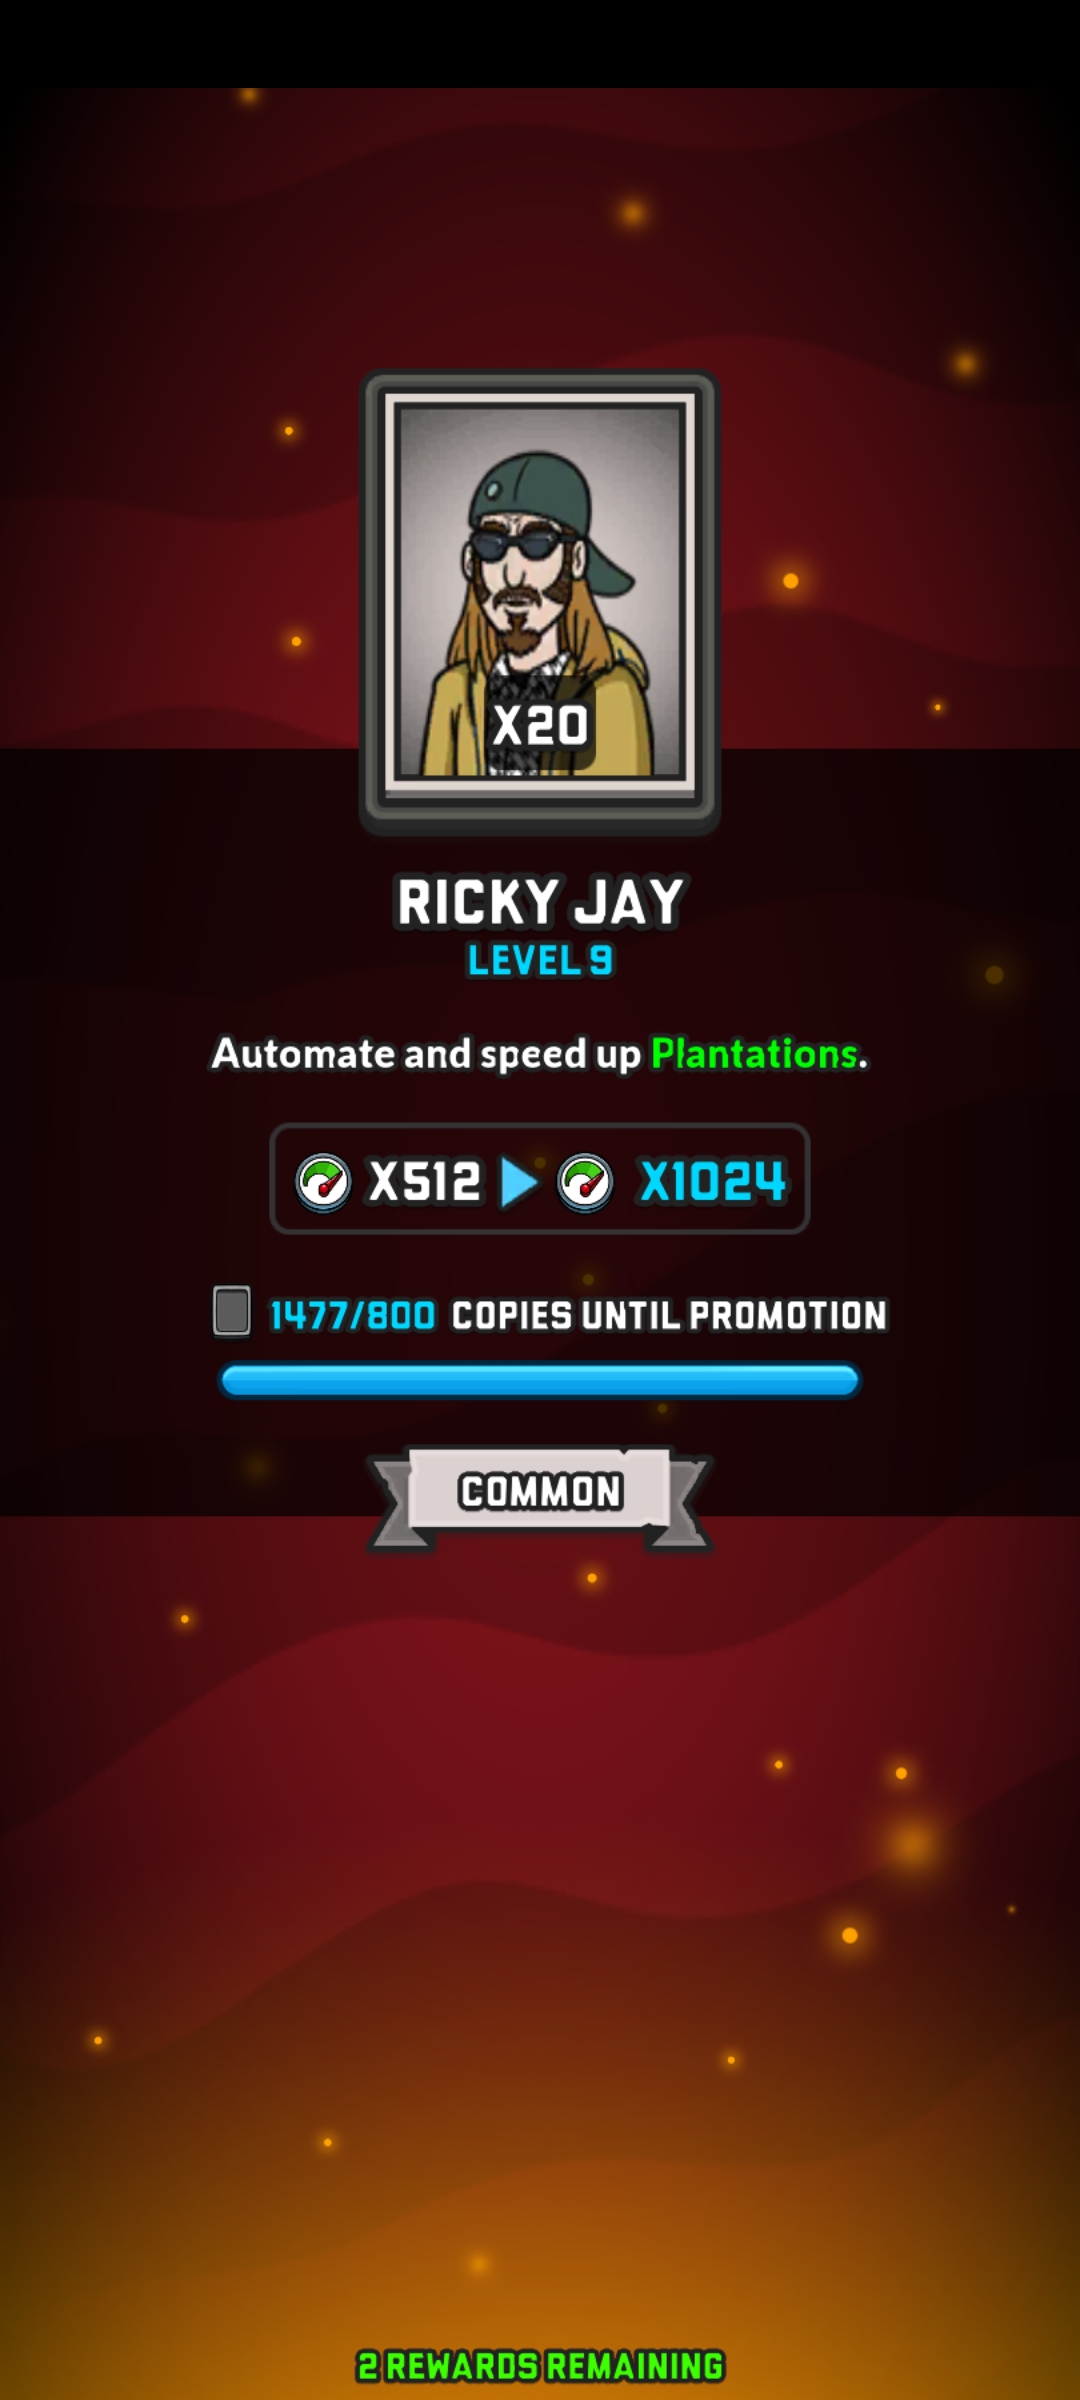 X20
RICKY JAY
LEVEL 9
Automate and speed up Plantations.
X512 X1024
1477/800 COPIES UNTIL PROMOTION
COMMON
2 REWARDS REMAINING